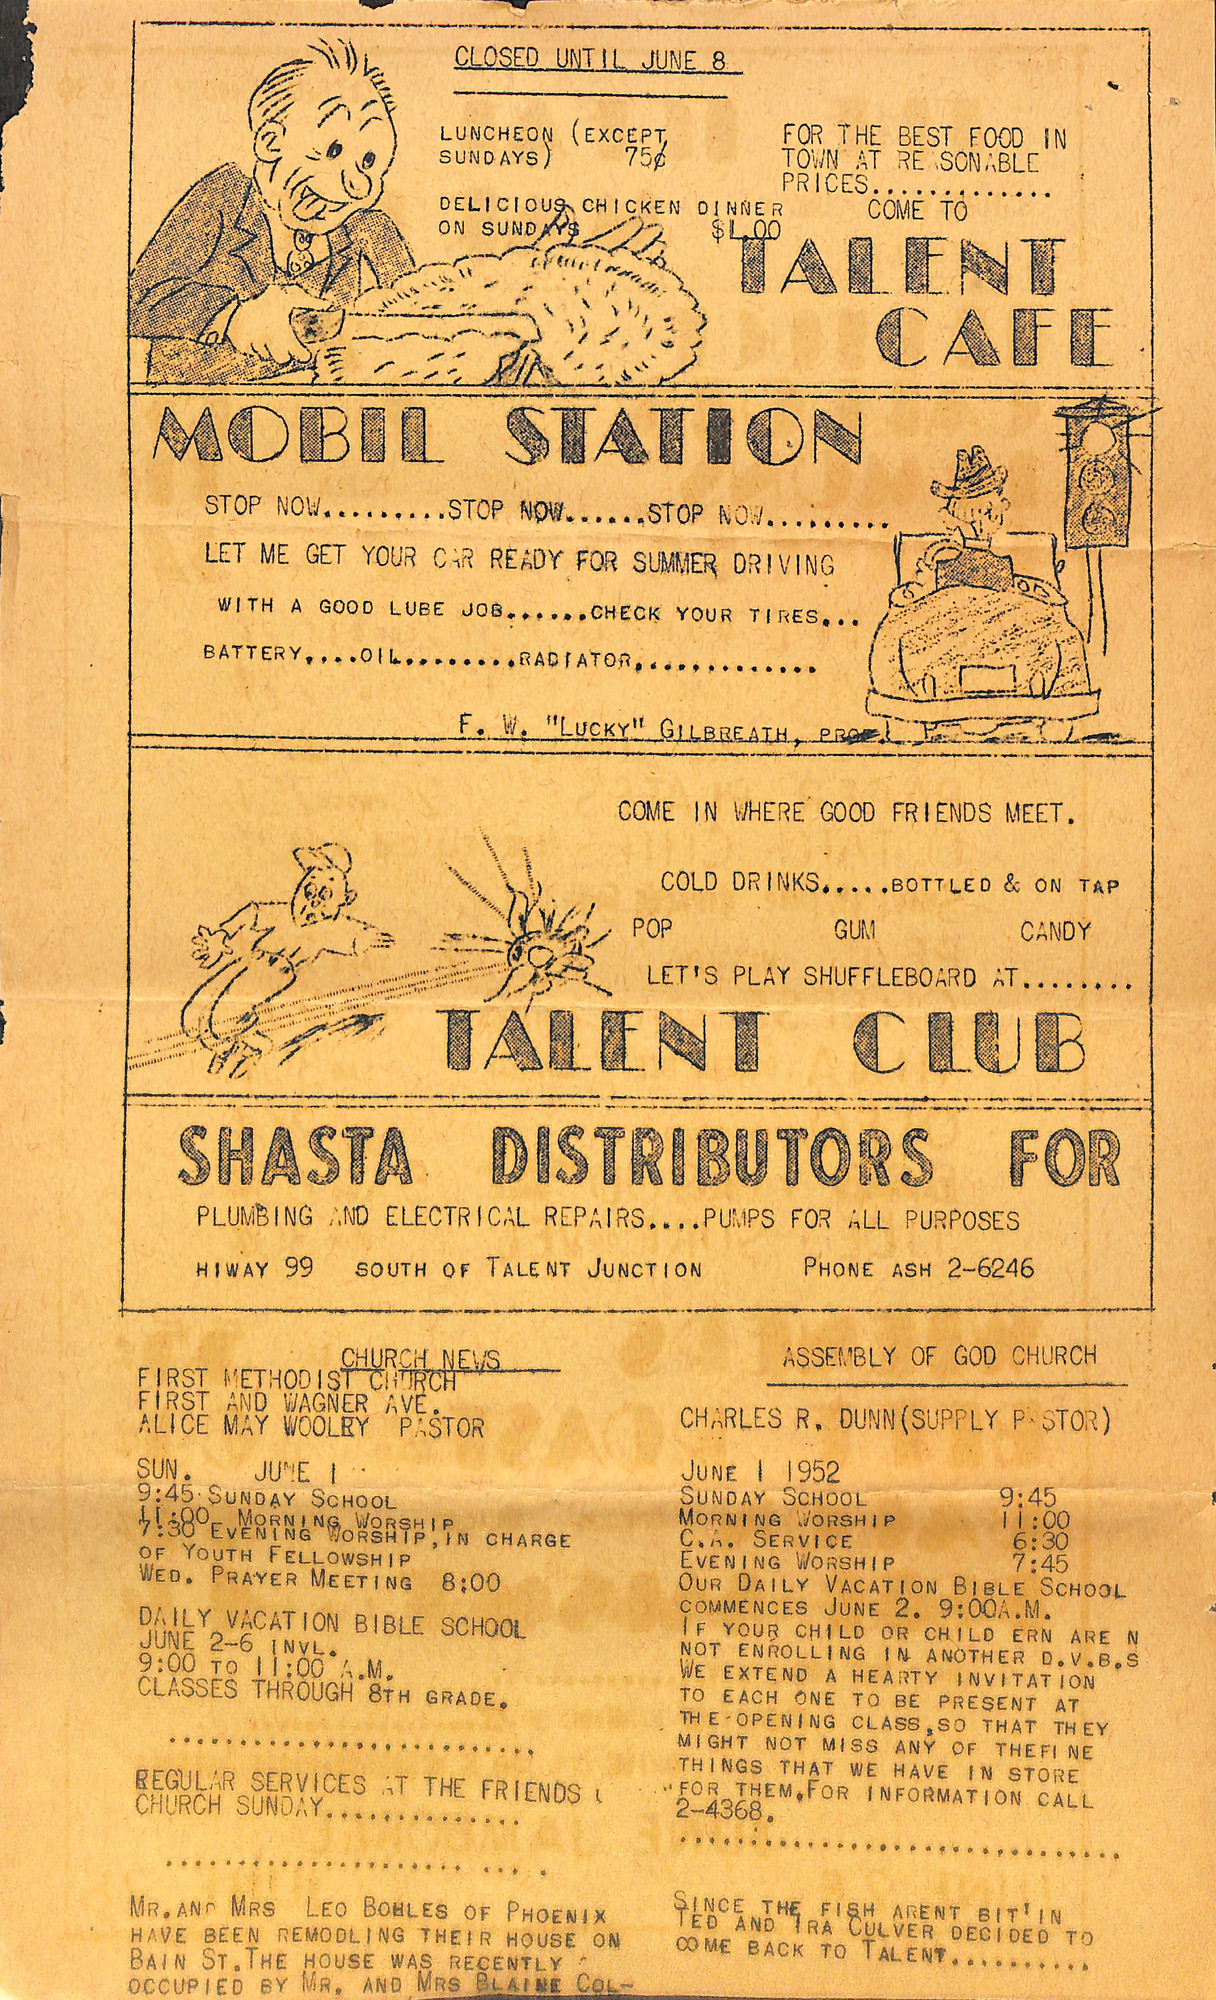 CLOSED UNTIL JUNE 8
LUNCHEON (EXCEPT
SUNDAYS) 75¢
DELICIOUS CHICKEN DINNER
ON SUNDAYS $1.00
FOR THE BEST FOOD IN
TOWN AT REASONABLE
PRICES..............
COME TO
TALENT
CAFE
MOBIL STATION
STOP NOW.........STOP NOW......STOP NOW.........
LET ME GET YOUR CAR READY FOR SUMMER DRIVING
WITH A GOOD LUBE JOB......CHECK YOUR TIRES...
BATTERY....OIL........RADIATOR.............
F. W. "LUCKY" GILBREATH, PROP.
COME IN WHERE GOOD FRIENDS MEET.
COLD DRINKS.....BOTTLED & ON TAP
POP GUM CANDY
LET'S PLAY SHUFFLEBOARD AT........
TALENT CLUB
SHASTA DISTRIBUTORS FOR
PLUMBING AND ELECTRICAL REPAIRS....PUMPS FOR ALL PURPOSES
HIWAY 99 SOUTH OF TALENT JUNCTION PHONE ASH 2-6246
CHURCH NEWS
FIRST METHODIST CHURCH
FIRST AND WAGNER AVE.
ALICE MAY WOOLEY PASTOR
SUN. JUNE 1
9:45 SUNDAY SCHOOL
11:00 MORNING WORSHIP
7:30 EVENING WORSHIP, IN CHARGE
OF YOUTH FELLOWSHIP
WED. PRAYER MEETING 8:00
DAILY VACATION BIBLE SCHOOL
JUNE 2-6 INVL.
9:00 TO 11:00 A.M.
CLASSES THROUGH 8TH GRADE.
..........................
REGULAR SERVICES AT THE FRIENDS
CHURCH SUNDAY..............
..........................
MR. AND MRS LEO BOHLES OF PHOENIX
HAVE BEEN REMODLING THEIR HOUSE ON
BAIN ST.THE HOUSE WAS RECENTLY
OCCUPIED BY MR. AND MRS BLAINE COL-
ASSEMBLY OF GOD CHURCH
CHARLES R. DUNN(SUPPLY PASTOR)
JUNE 1 1952
SUNDAY SCHOOL 9:45
MORNING WORSHIP 11:00
C.A. SERVICE 6:30
EVENING WORSHIP 7:45
OUR DAILY VACATION BIBLE SCHOOL
COMMENCES JUNE 2. 9:00A.M.
IF YOUR CHILD OR CHILD ERN ARE N
NOT ENROLLING IN ANOTHER D.V.B.S
WE EXTEND A HEARTY INVITATION
TO EACH ONE TO BE PRESENT AT
THE OPENING CLASS,SO THAT THEY
MIGHT NOT MISS ANY OF THEFINE
THINGS THAT WE HAVE IN STORE
FOR THEM.FOR INFORMATION CALL
2-4368.
...............................
SINCE THE FISH ARENT BIT'IN
TED AND IRA CULVER DECIDED TO
COME BACK TO TALENT..........